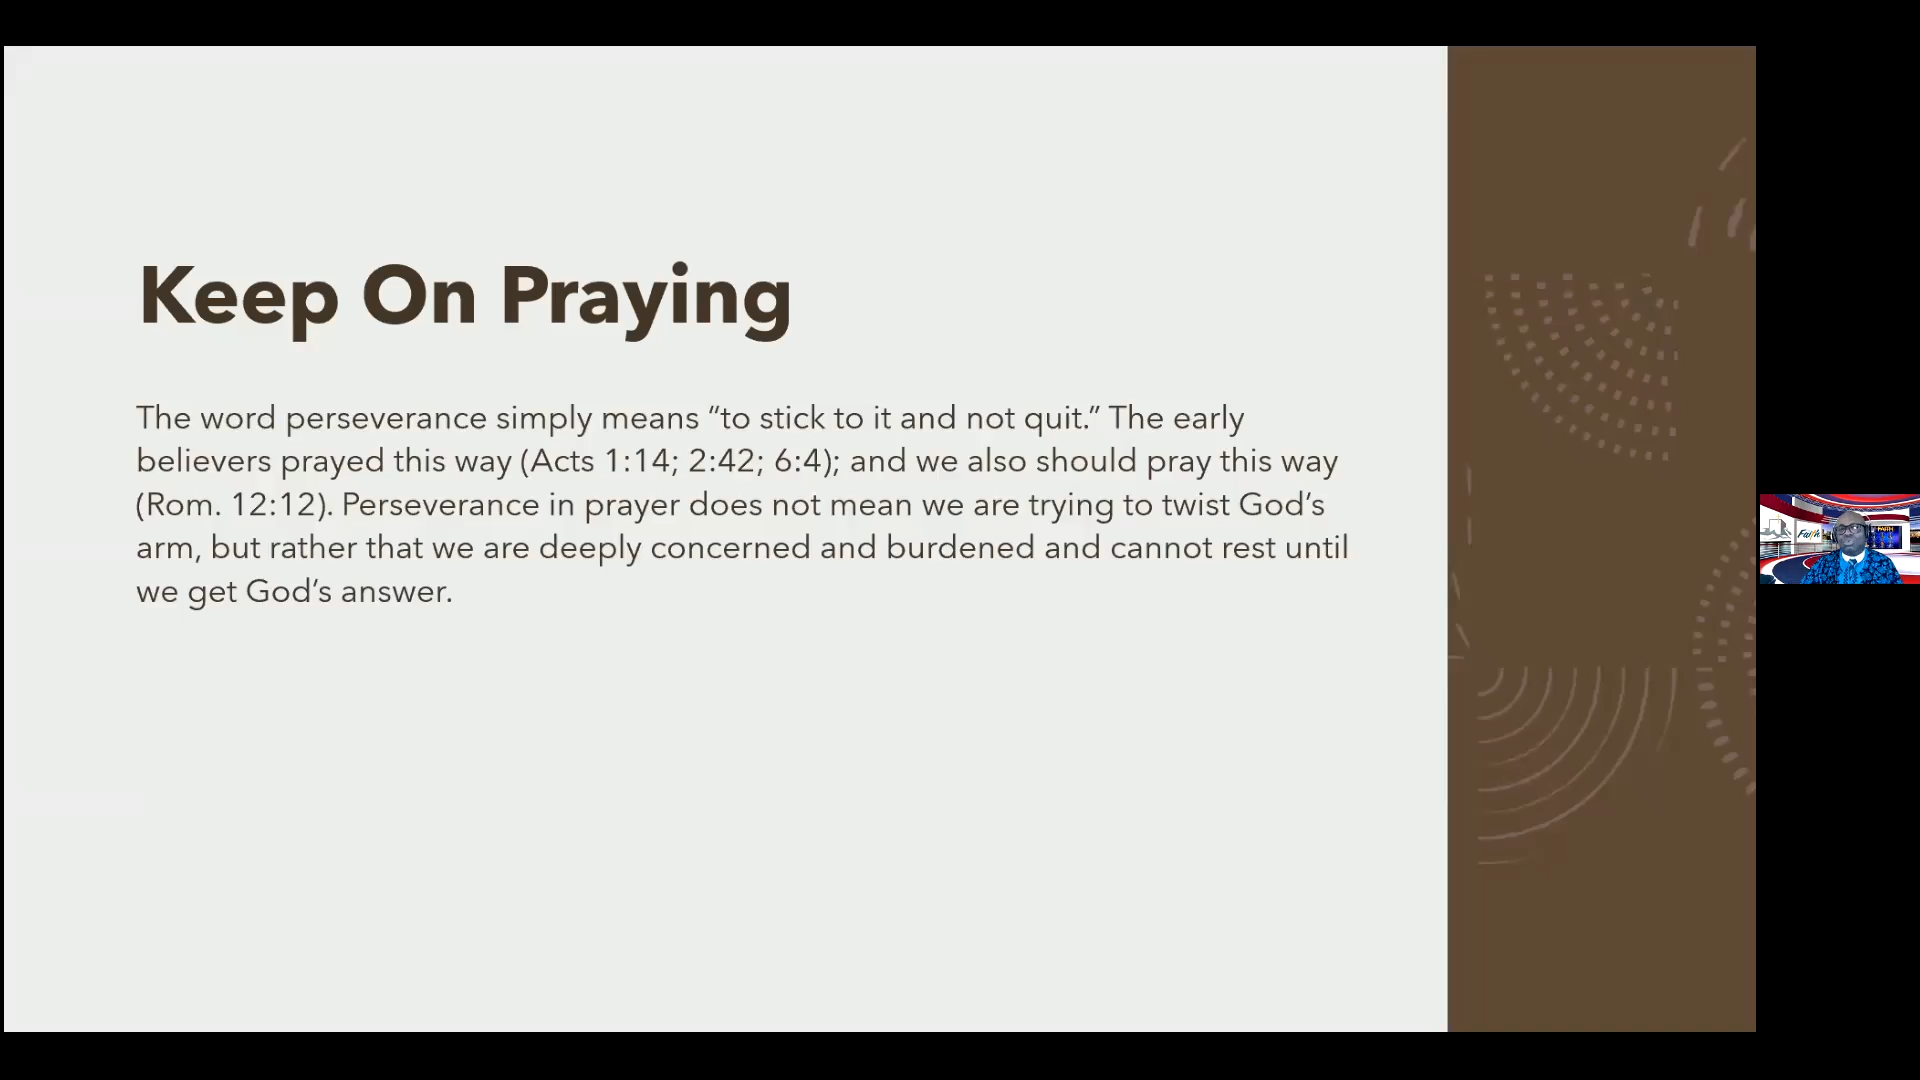 Keep On Praying
The word perseverance simply means “to stick to it and not quit.” The early
believers prayed this way (Acts 1:14; 2:42; 6:4); and we also should pray this way
(Rom. 12:12). Perseverance in prayer does not mean we are trying to twist God’s
arm, but rather that we are deeply concerned and burdened and cannot rest until
we get God’s answer.
Faith
FAITH